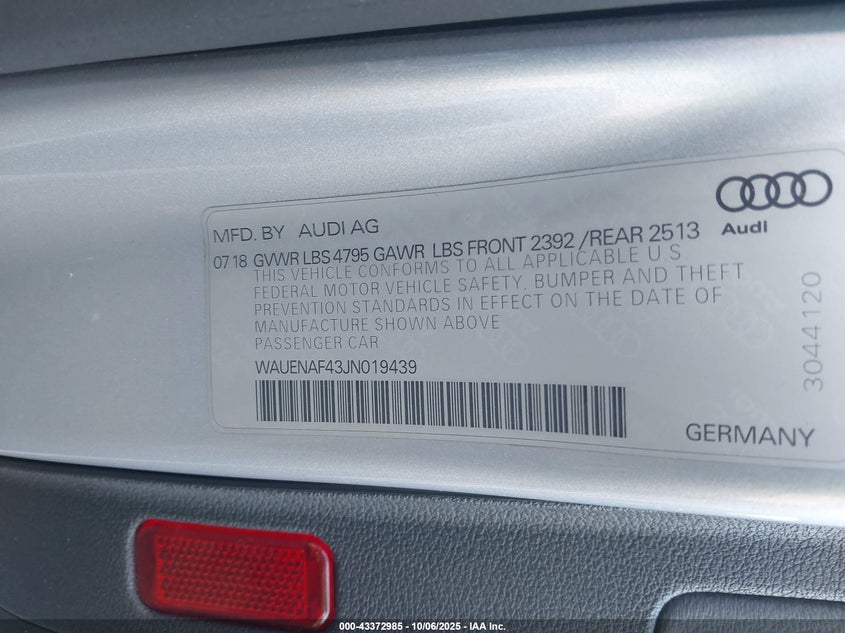 Audi
MFD. BY AUDI AG
07 18 GVWR LBS 4795 GAWR LBS FRONT 2392 /REAR 2513
THIS VEHICLE CONFORMS TO ALL APPLICABLE U.S.
FEDERAL MOTOR VEHICLE SAFETY, BUMPER AND THEFT
PREVENTION STANDARDS IN EFFECT ON THE DATE OF
MANUFACTURE SHOWN ABOVE
PASSENGER CAR
WAUENAF43JN019439
3044120
GERMANY
000-43372985 - 10/06/2025 - IAA Inc.